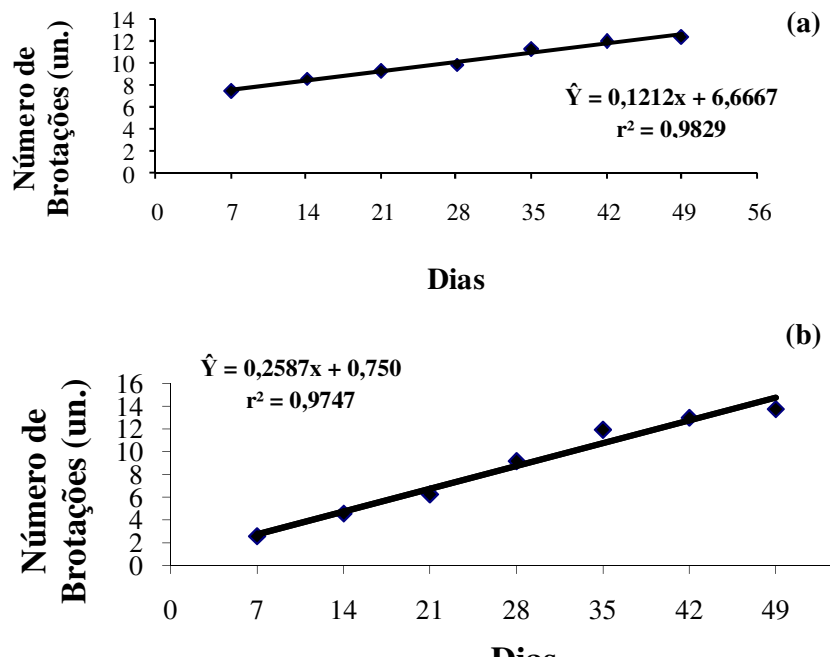 (a)
14
12
10
8
6
4
2
0
Número de
Brotações (un.)
Ŷ = 0,1212x + 6,6667
r² = 0,9829
0 7 14 21 28 35 42 49 56
Dias
(b)
Ŷ = 0,2587x + 0,750
r² = 0,9747
16
14
12
10
8
6
4
2
0
Número de
Brotações (un.)
0 7 14 21 28 35 42 49
Dias